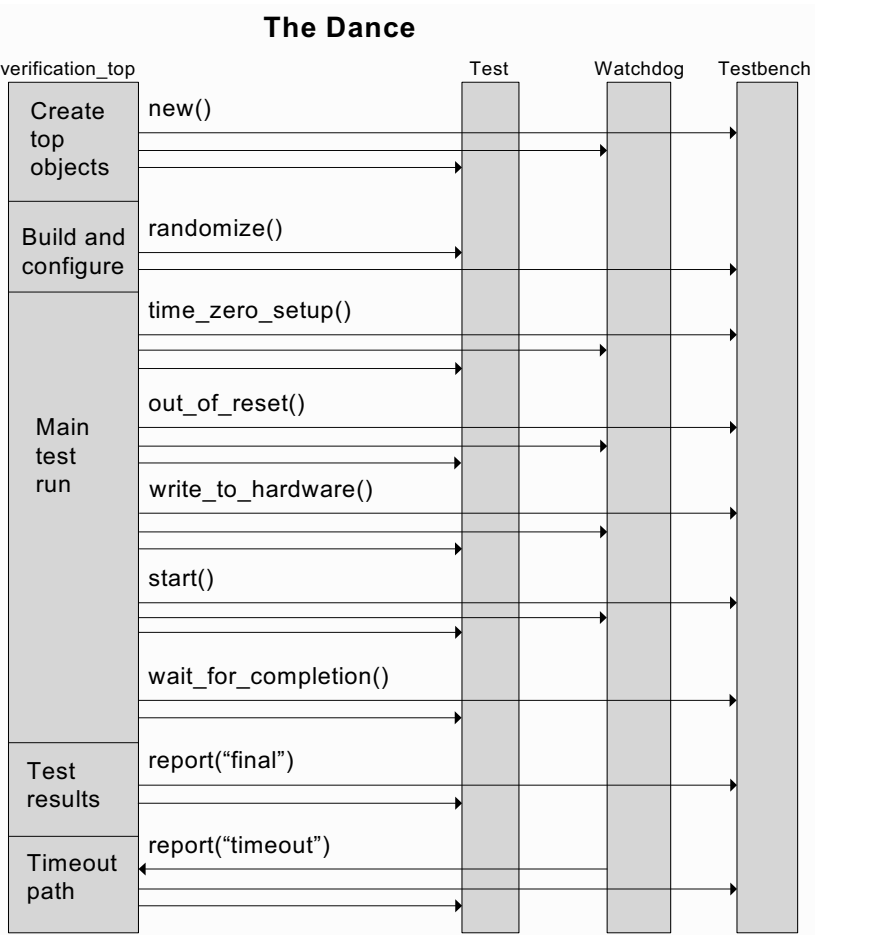 The Dance
verification_top
Test
Watchdog
Testbench
Create
top
objects
new()
Build and
configure
randomize()
time_zero_setup()
Main
test
run
out_of_reset()
write_to_hardware()
start()
wait_for_completion()
Test
results
report(“final”)
Timeout
path
report(“timeout”)